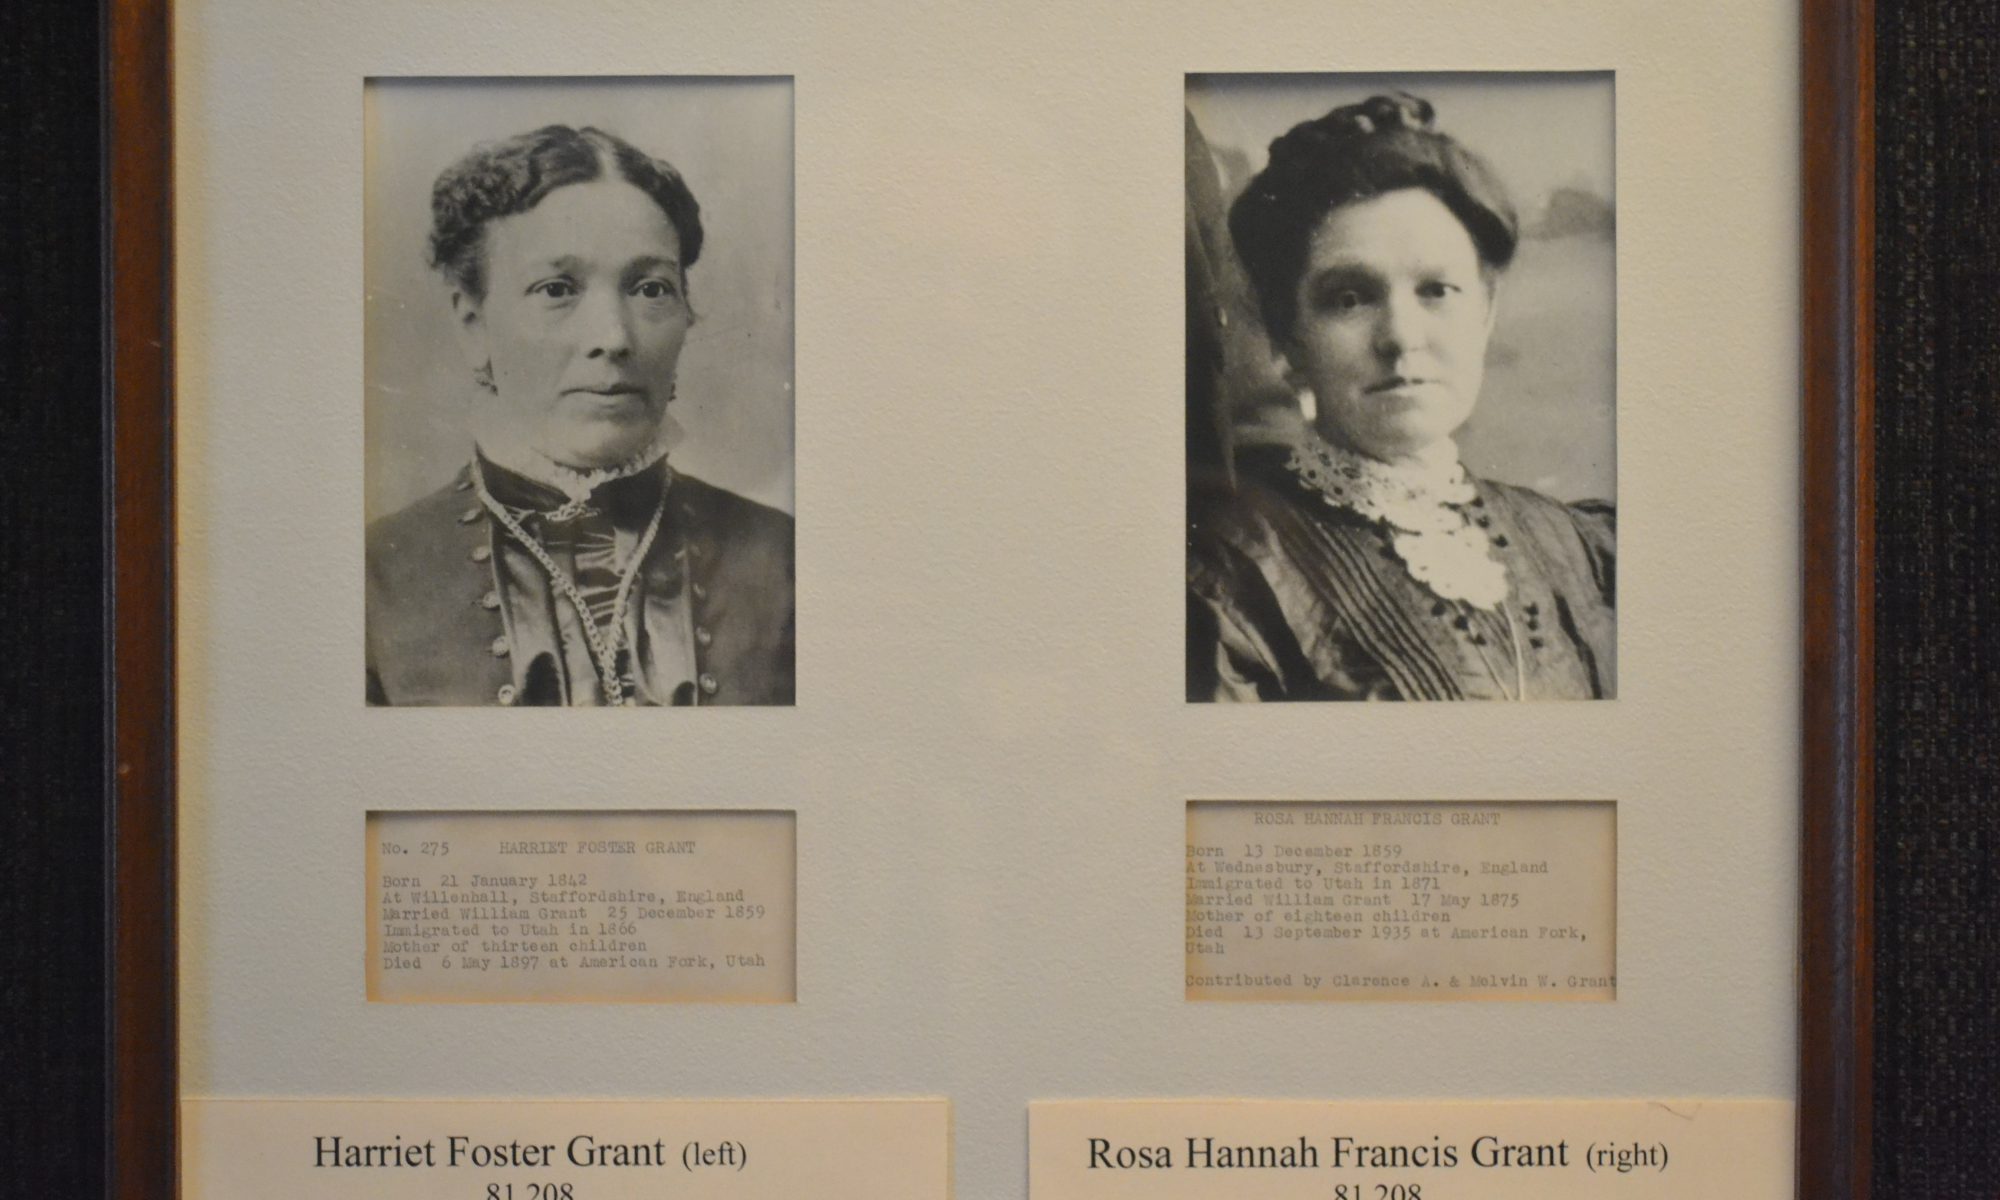 No. 275 HARRIET FOSTER GRANT
Born 21 January 1842
At Willenhall, Staffordshire, England
Married William Grant 25 December 1859
Immigrated to Utah in 1866
Mother of thirteen children
Died 6 May 1897 at American Fork, Utah
ROSA HANNAH FRANCIS GRANT
Born 13 December 1859
At Wednesbury, Staffordshire, England
Immigrated to Utah in 1871
Married William Grant 17 May 1875
Mother of eighteen children
Died 13 September 1935 at American Fork,
Utah
Contributed by Clarence A. & Melvin W. Grant
Harriet Foster Grant (left)
81.208
Rosa Hannah Francis Grant (right)
81.208